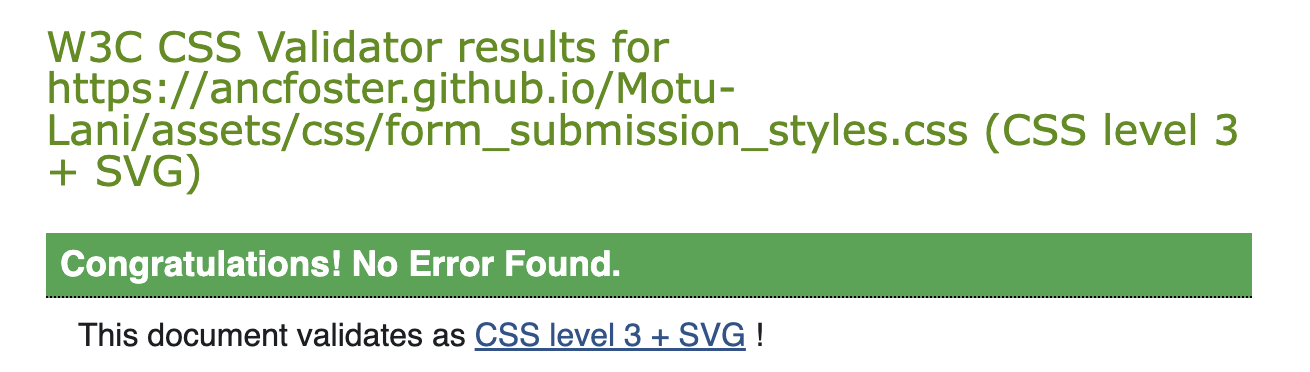 W3C CSS Validator results for
https://ancfoster.github.io/Motu-
Lani/assets/css/form_submission_styles.css (CSS level 3
+ SVG)
Congratulations! No Error Found.
This document validates as CSS level 3 + SVG !